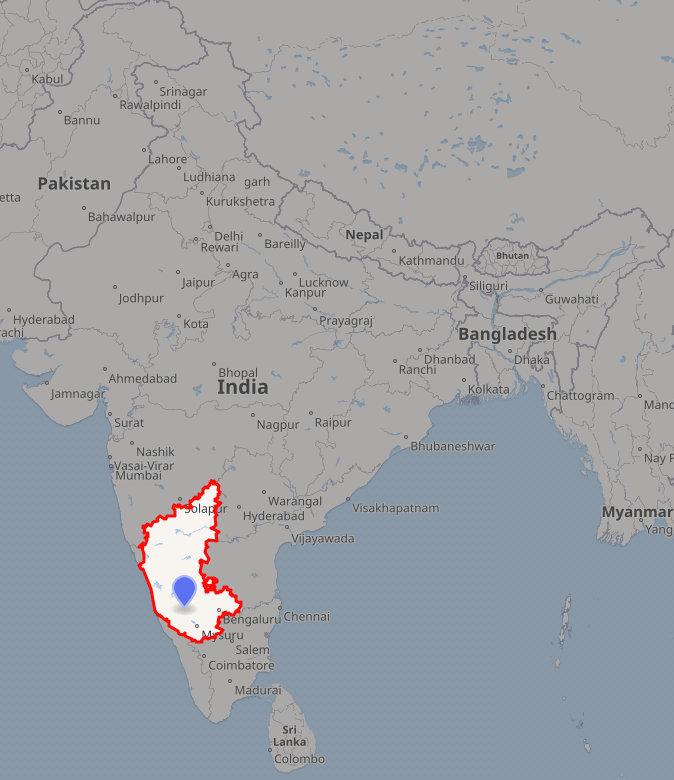 Kabul
Srinagar
Rawalpindi
Bannu
Lahore
Ludhiana
garh
Pakistan
etta
Kurukshetra
Bahawalpur
Delhi
Rewari
Bareilly
Nepal
Kathmandu
Bhutan
Agra
Jaipur
Lucknow
Kanpur
Siliguri
Jodhpur
Guwahati
Hyderabad
rachi
Kota
Prayagraj
Bangladesh
Dhanbad
Dhaka
Ranchi
Bhopal
Ahmedabad
India
Kolkata
Jamnagar
Chattogram
Mand
Surat
Nagpur
Raipur
Bhubaneshwar
Nashik
Vasai-Virar
Mumbai
Nay P
Solapur
Warangal
Hyderabad
Visakhapatnam
Myanmar
Yang
Vijayawada
Bengaluru
Chennai
Mysuru
Salem
Coimbatore
Madurai
Sri
Lanka
Colombo